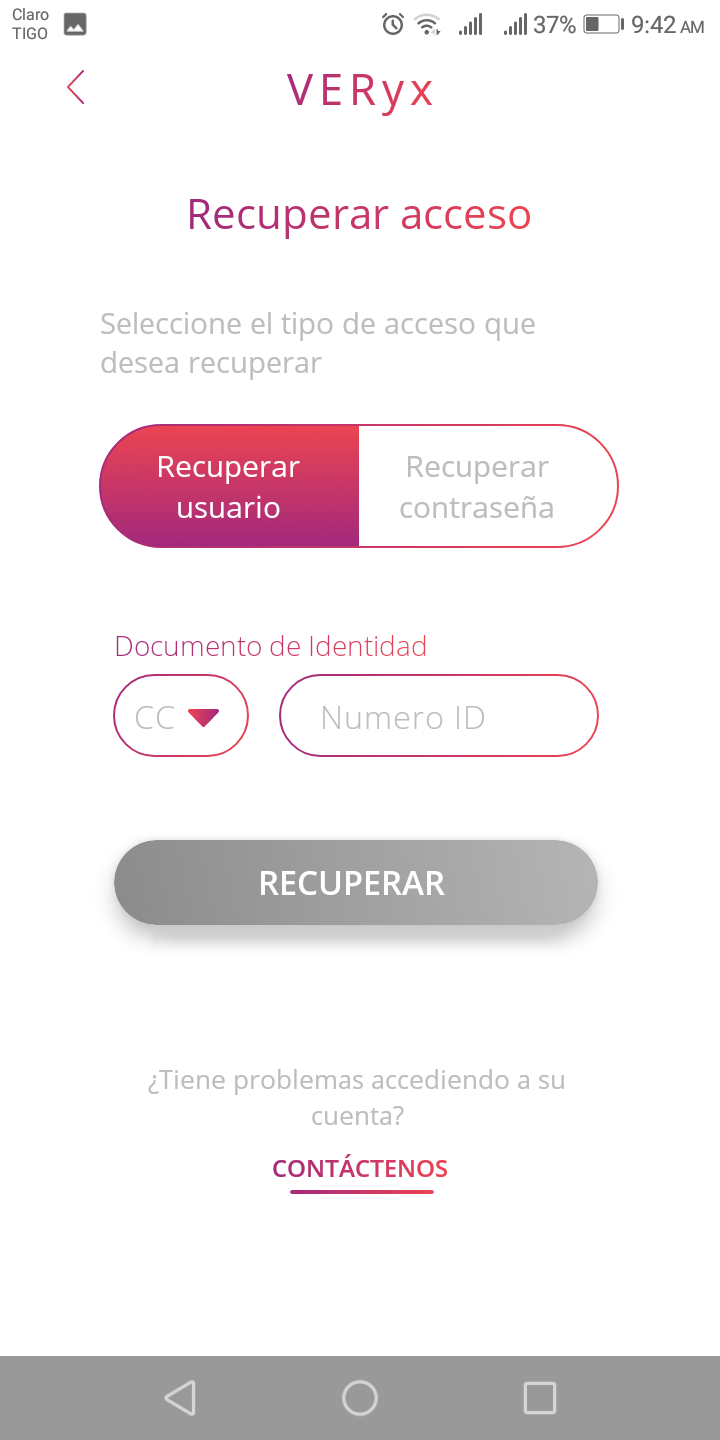 Claro
TIGO
37%
9:42 AM
VERyx
Recuperar acceso
Seleccione el tipo de acceso que
desea recuperar
Recuperar
usuario
Recuperar
contraseña
Documento de Identidad
CC
Numero ID
RECUPERAR
¿Tiene problemas accediendo a su
cuenta?
CONTÁCTENOS